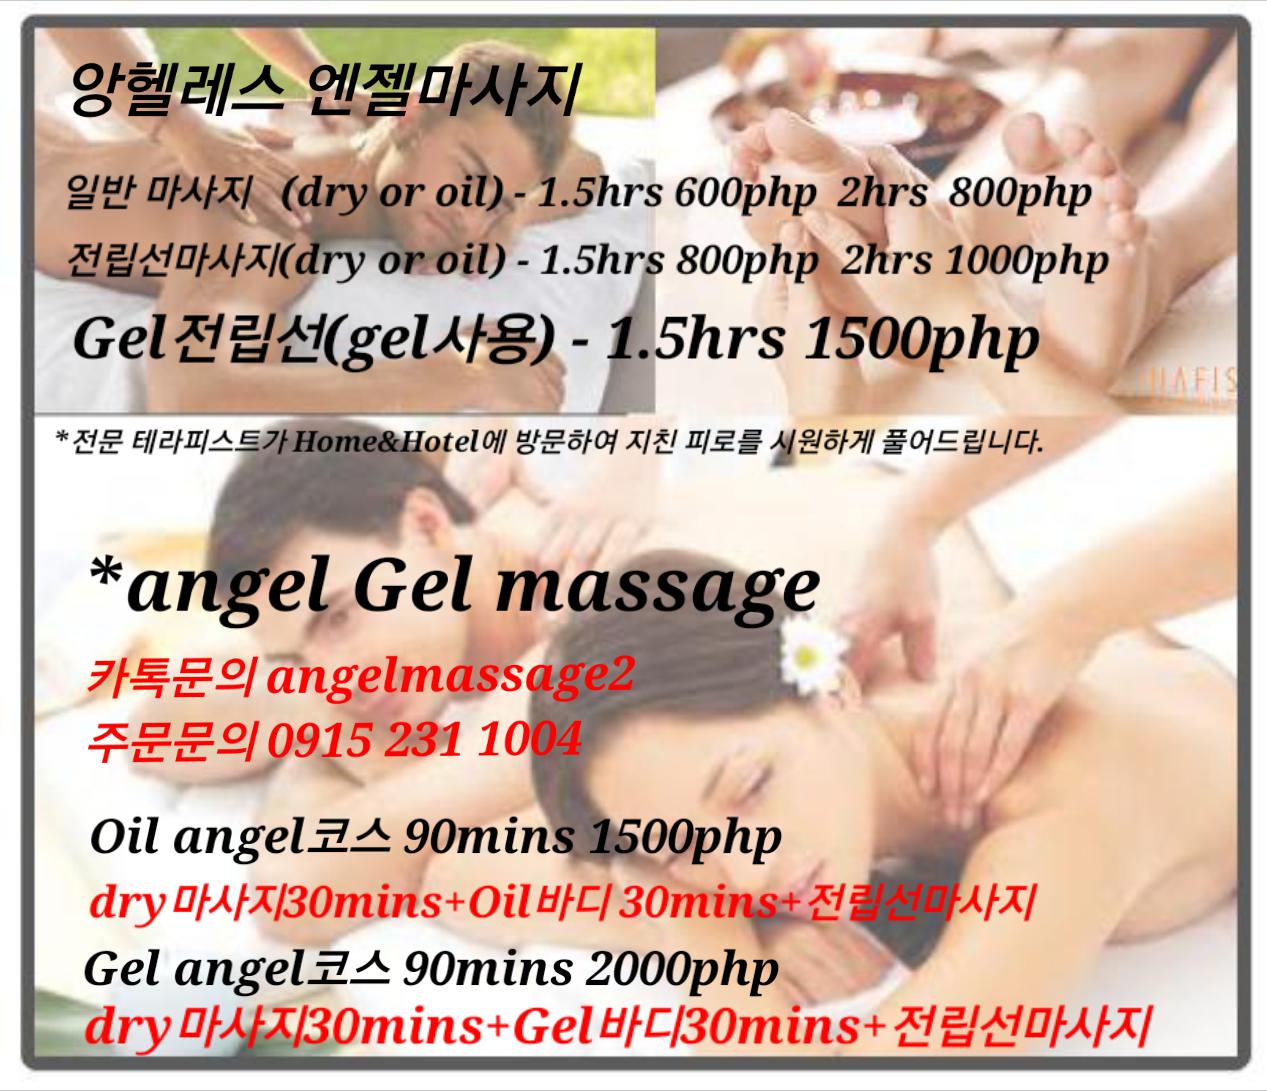 앙헬레스 엔젤마사지
일반 마사지 (dry or oil) - 1.5hrs 600php 2hrs 800php
전립선마사지(dry or oil) - 1.5hrs 800php 2hrs 1000php
Gel전립선(gel사용) - 1.5hrs 1500php
*전문 테라피스트가 Home&Hotel에 방문하여 지친 피로를 시원하게 풀어드립니다.
*angel Gel massage
카톡문의 angelmassage2
주문문의 0915 231 1004
Oil angel코스 90mins 1500php
dry마사지30mins+Oil바디 30mins+전립선마사지
Gel angel코스 90mins 2000php
dry마사지30mins+Gel바디30mins+전립선마사지